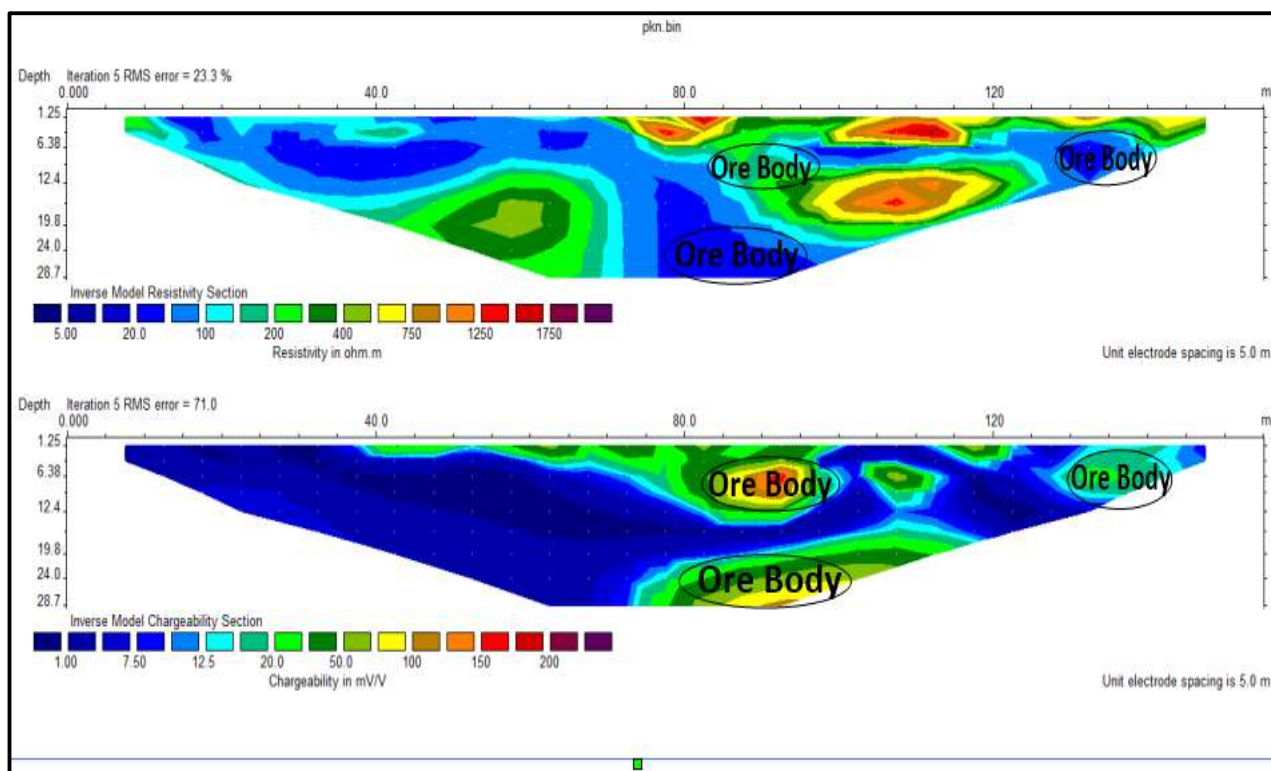 pkn.bin
Depth Iteration 5 RMS error = 23.3 %
0.000 40.0 80.0 120 m
1.25
6.38
12.4
19.8
24.0
28.7
Ore Body
Ore Body
Ore Body
Inverse Model Resistivity Section
5.00 20.0 100 200 400 750 1250 1750
Resistivity in ohm.m
Unit electrode spacing is 5.0 m
Depth Iteration 5 RMS error = 71.0
0.000 40.0 80.0 120 m
1.25
6.38
12.4
19.8
24.0
28.7
Ore Body
Ore Body
Ore Body
Inverse Model Chargeability Section
1.00 7.50 12.5 20.0 50.0 100 150 200
Chargeability in mV/V
Unit electrode spacing is 5.0 m